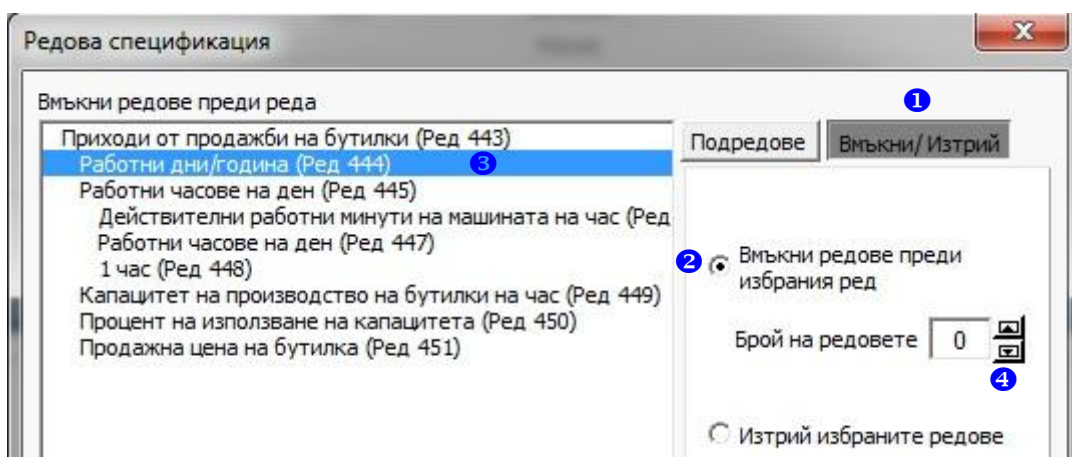 Редова спецификация
x
Вмъкни редове преди реда
❶
Приходи от продажби на бутилки (Ред 443)
Работни дни/година (Ред 444) ❸
Работни часове на ден (Ред 445)
Действителни работни минути на машината на час (Ред
Работни часове на ден (Ред 447)
1 час (Ред 448)
Капацитет на производство на бутилки на час (Ред 449)
Процент на използване на капацитета (Ред 450)
Продажна цена на бутилка (Ред 451)
Подредове Вмъкни/ Изтрий
❷ Вмъкни редове преди
избрания ред
Брой на редовете 0
❹
Изтрий избраните редове